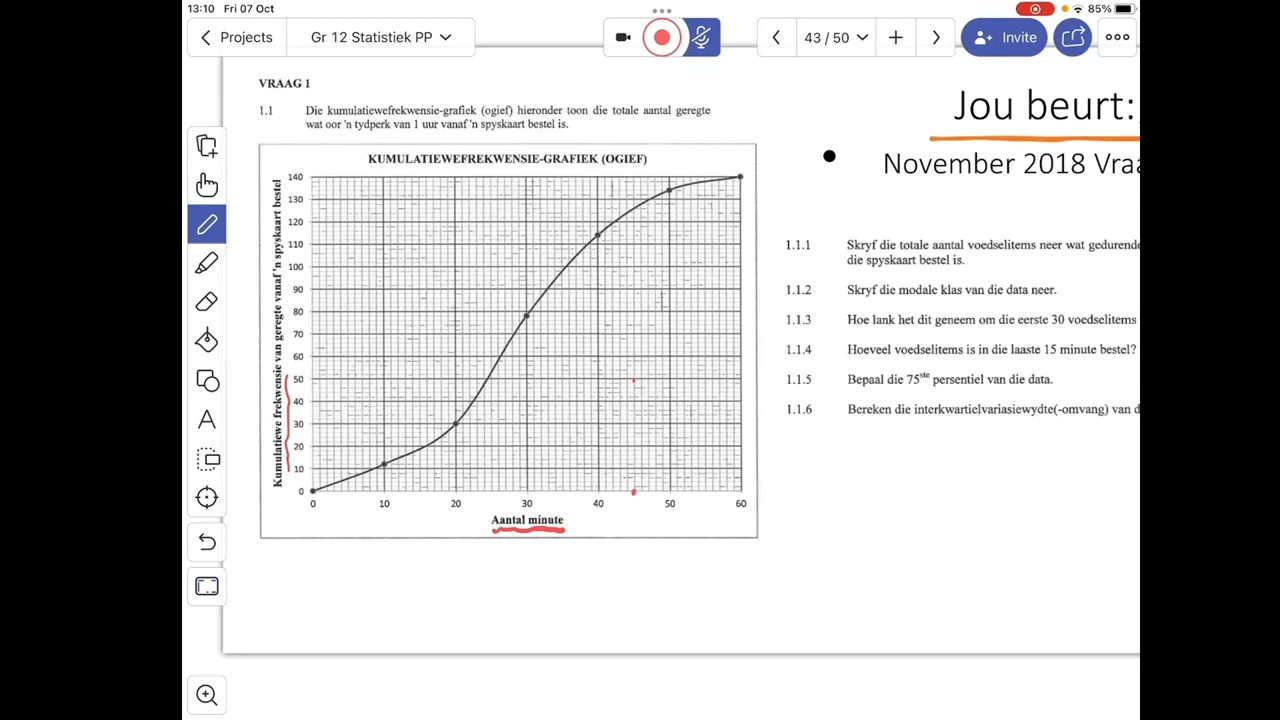 13:10 Fri 07 Oct
85%
Projects
Gr 12 Statistiek PP
43 / 50
Invite
VRAAG 1
1.1 Die kumulatiewefrekwensie-grafiek (ogief) hieronder toon die totale aantal geregte
wat oor 'n tydperk van 1 uur vanaf 'n spyskaart bestel is.
KUMULATIEWEFREKWENSIE-GRAFIEK (OGIEF)
Kumulatiewe frekwensie van geregte vanaf 'n spyskaart bestel
140
130
120
110
100
90
80
70
60
50
40
30
20
10
0
0 10 20 30 40 50 60
Aantal minute
Jou beurt:
November 2018 Vraa
1.1.1 Skryf die totale aantal voedselitems neer wat gedurende
die spyskaart bestel is.
1.1.2 Skryf die modale klas van die data neer.
1.1.3 Hoe lank het dit geneem om die eerste 30 voedselitems
1.1.4 Hoeveel voedselitems is in die laaste 15 minute bestel?
1.1.5 Bepaal die 75ste persentiel van die data.
1.1.6 Bereken die interkwartielvariasiewydte(-omvang) van d
A